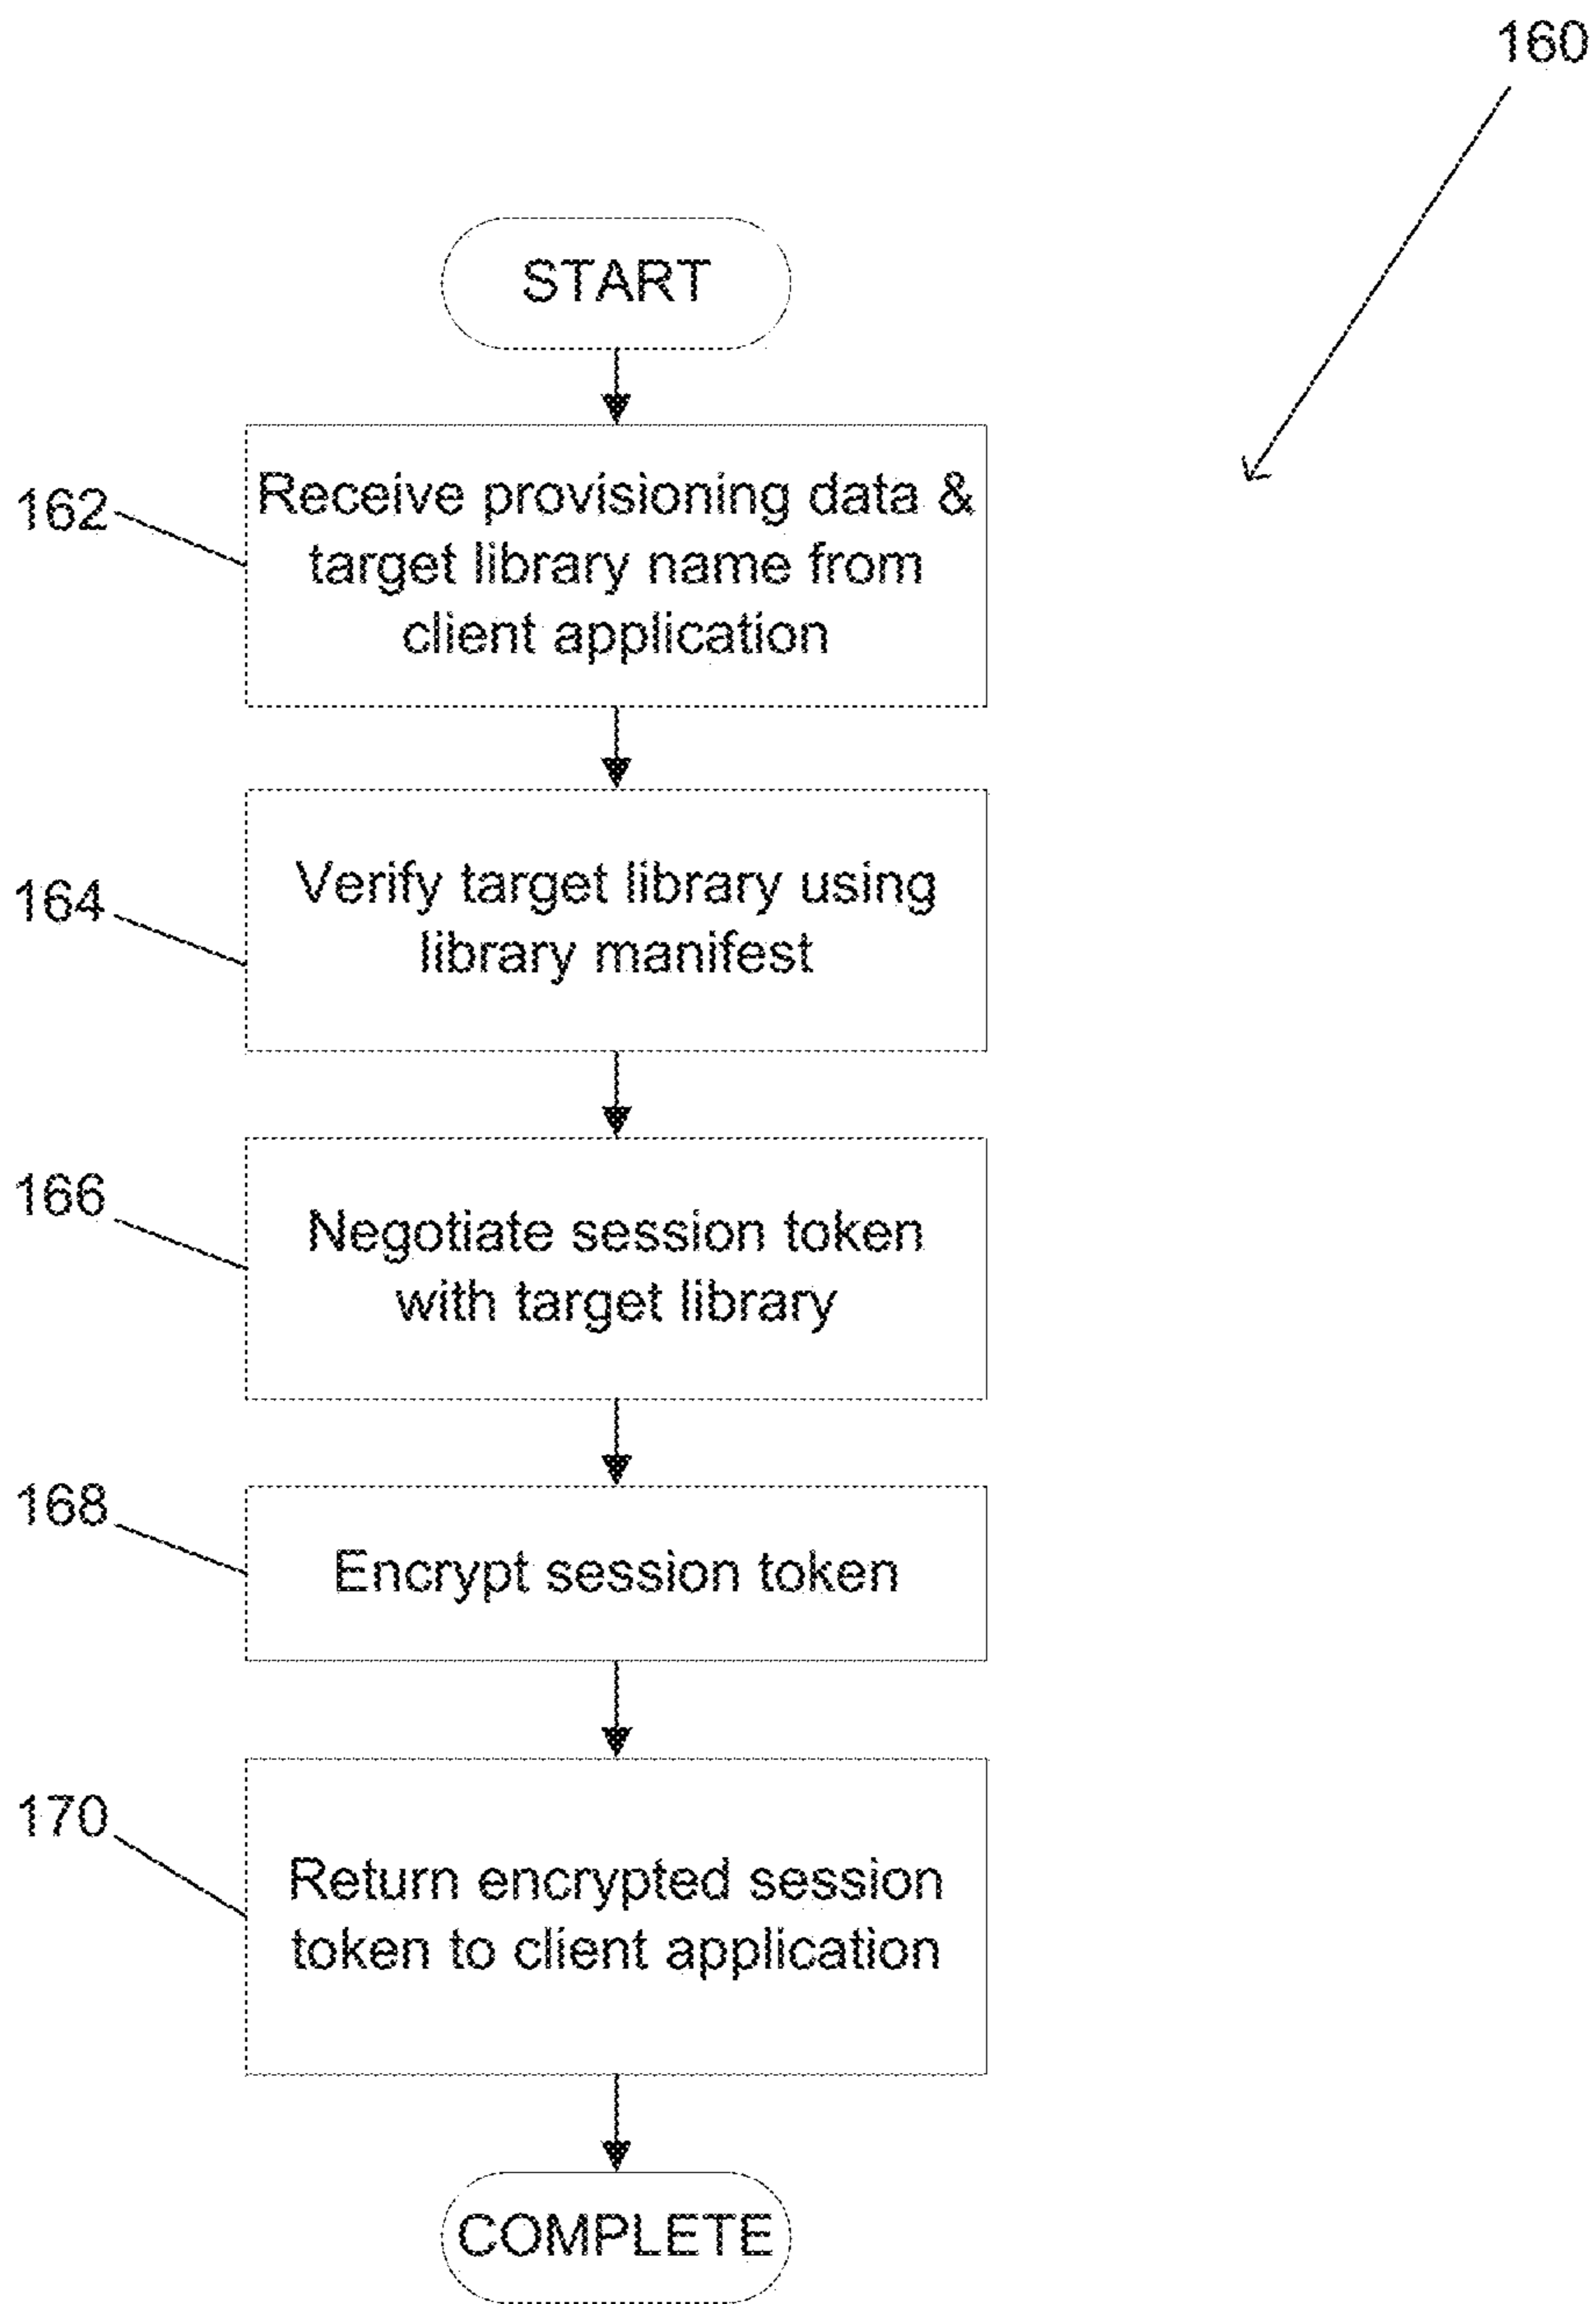 160
START
162
Receive provisioning data &
target library name from
client application
164
Verify target library using
library manifest
166
Negotiate session token
with target library
168
Encrypt session token
170
Return encrypted session
token to client application
COMPLETE